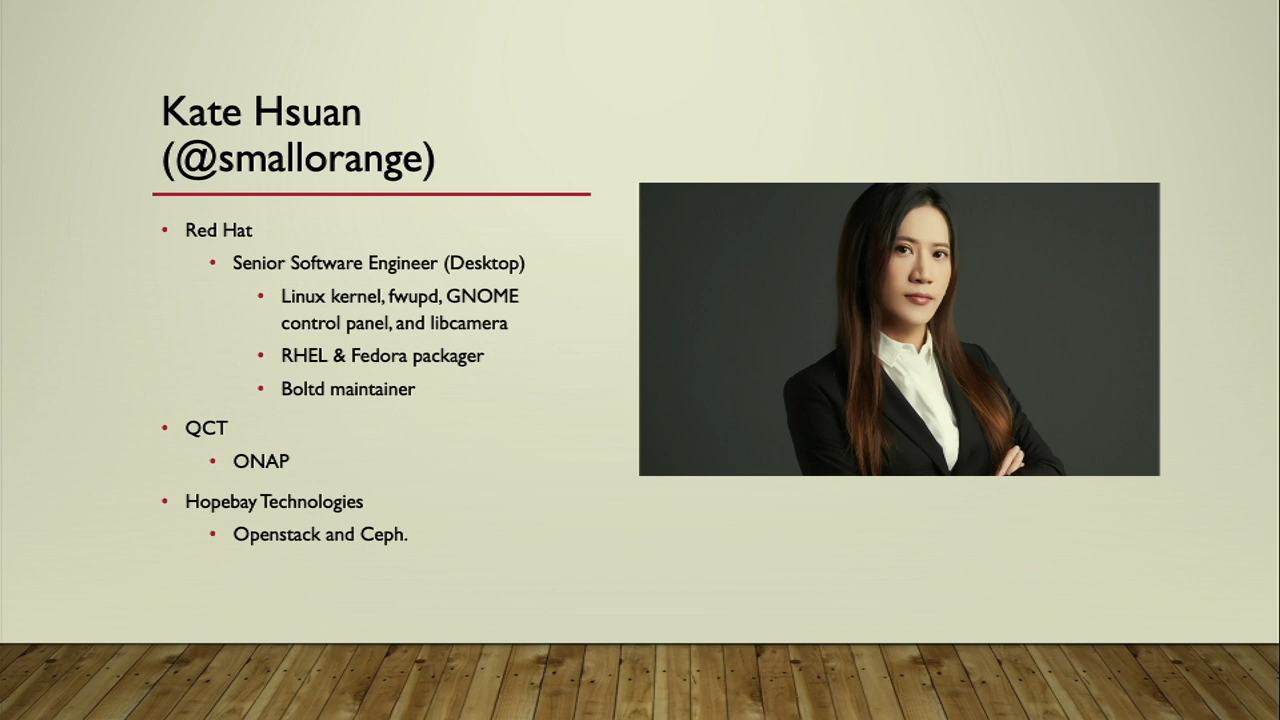 Kate Hsuan
(@smallorange)
• Red Hat
• Senior Software Engineer (Desktop)
• Linux kernel, fwupd, GNOME
control panel, and libcamera
• RHEL & Fedora packager
• Boltd maintainer
• QCT
• ONAP
• Hopebay Technologies
• Openstack and Ceph.